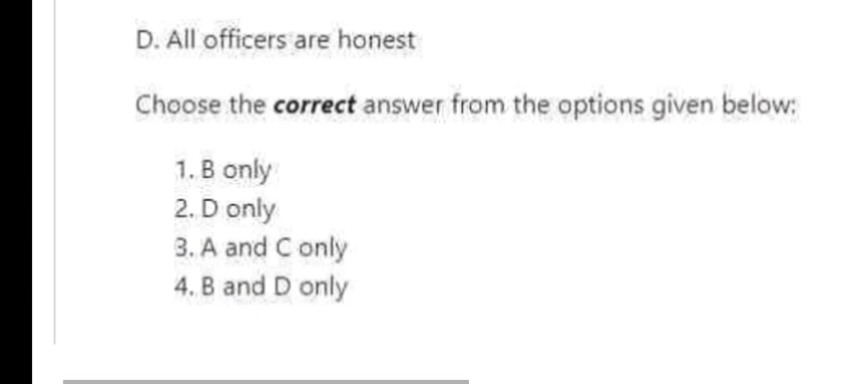 D. All officers are honest
Choose the correct answer from the options given below:
1. B only
2. D only
3. A and C only
4. B and D only